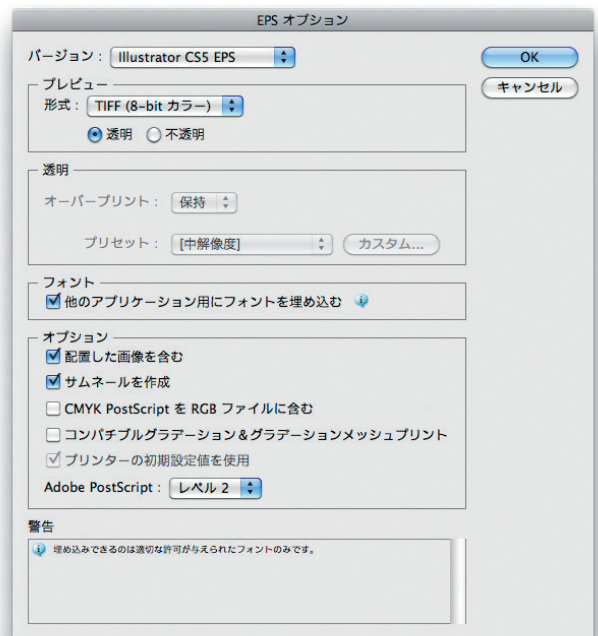 EPS オプション
バージョン： Illustrator CS5 EPS
OK
キャンセル
プレビュー
形式： TIFF (8-bit カラー)
透明 不透明
透明
オーバープリント： 保持
プリセット： [中解像度] カスタム...
フォント
他のアプリケーション用にフォントを埋め込む
オプション
配置した画像を含む
サムネールを作成
CMYK PostScript を RGB ファイルに含む
コンパチブルグラデーション＆グラデーションメッシュプリント
プリンターの初期設定値を使用
Adobe PostScript： レベル 2
警告
埋め込みできるのは適切な許可が与えられたフォントのみです。